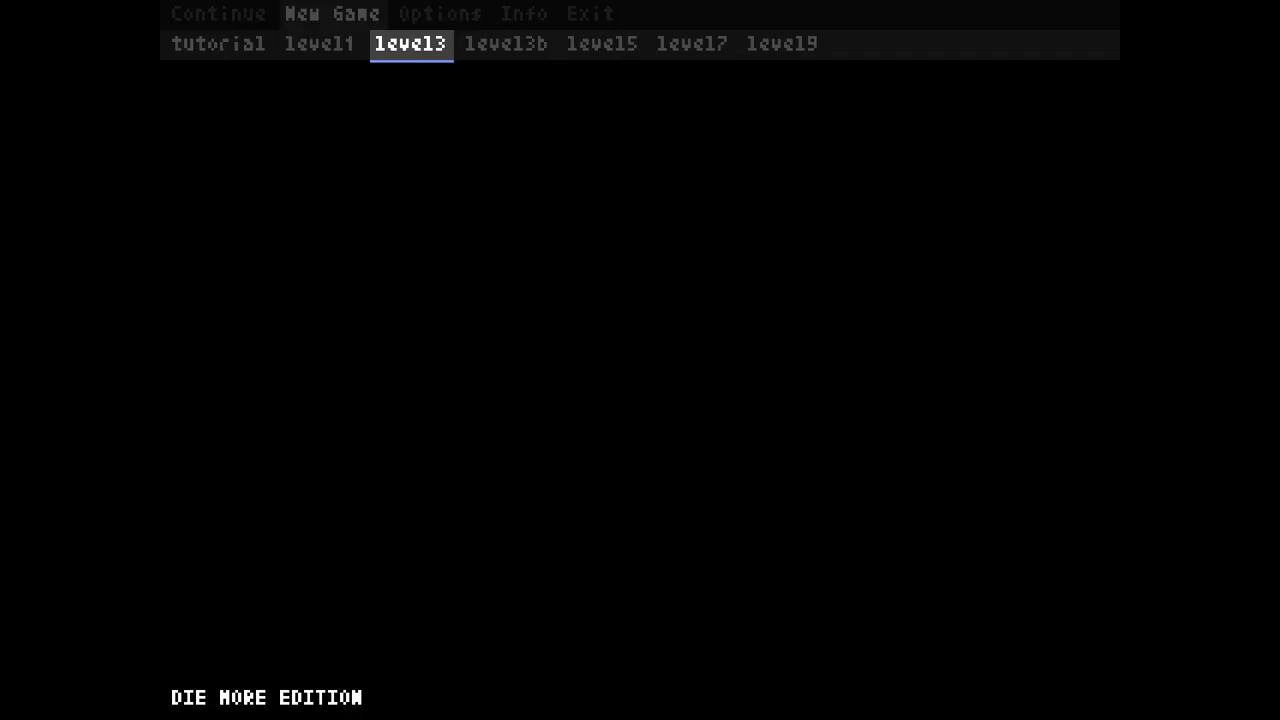 Continue New Game Options Info Exit
tutorial level1 level3 level3b level5 level7 level9
DIE MORE EDITION